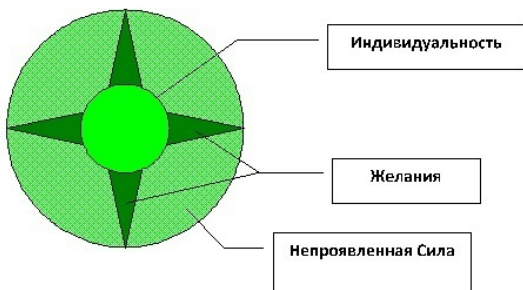 Индивидуальность
Желания
Непроявленная Сила